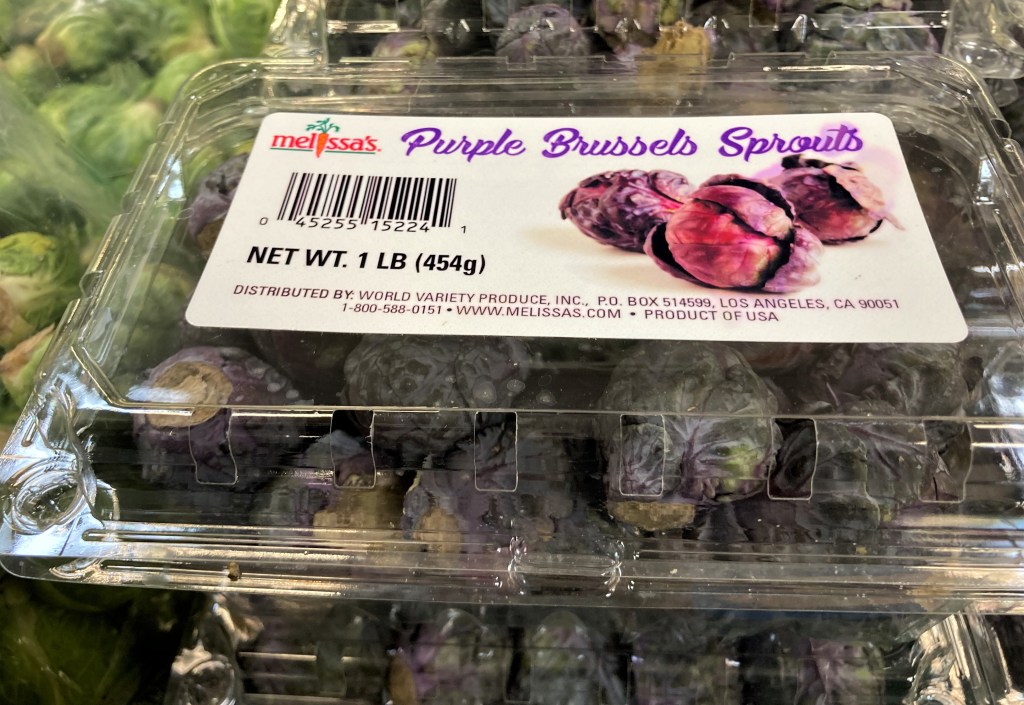 melissa's. Purple Brussels Sprouts
0 45255 15224 1
NET WT. 1 LB (454g)
DISTRIBUTED BY: WORLD VARIETY PRODUCE, INC., P.O. BOX 514599, LOS ANGELES, CA 90051
1-800-588-0151 • WWW.MELISSAS.COM • PRODUCT OF USA